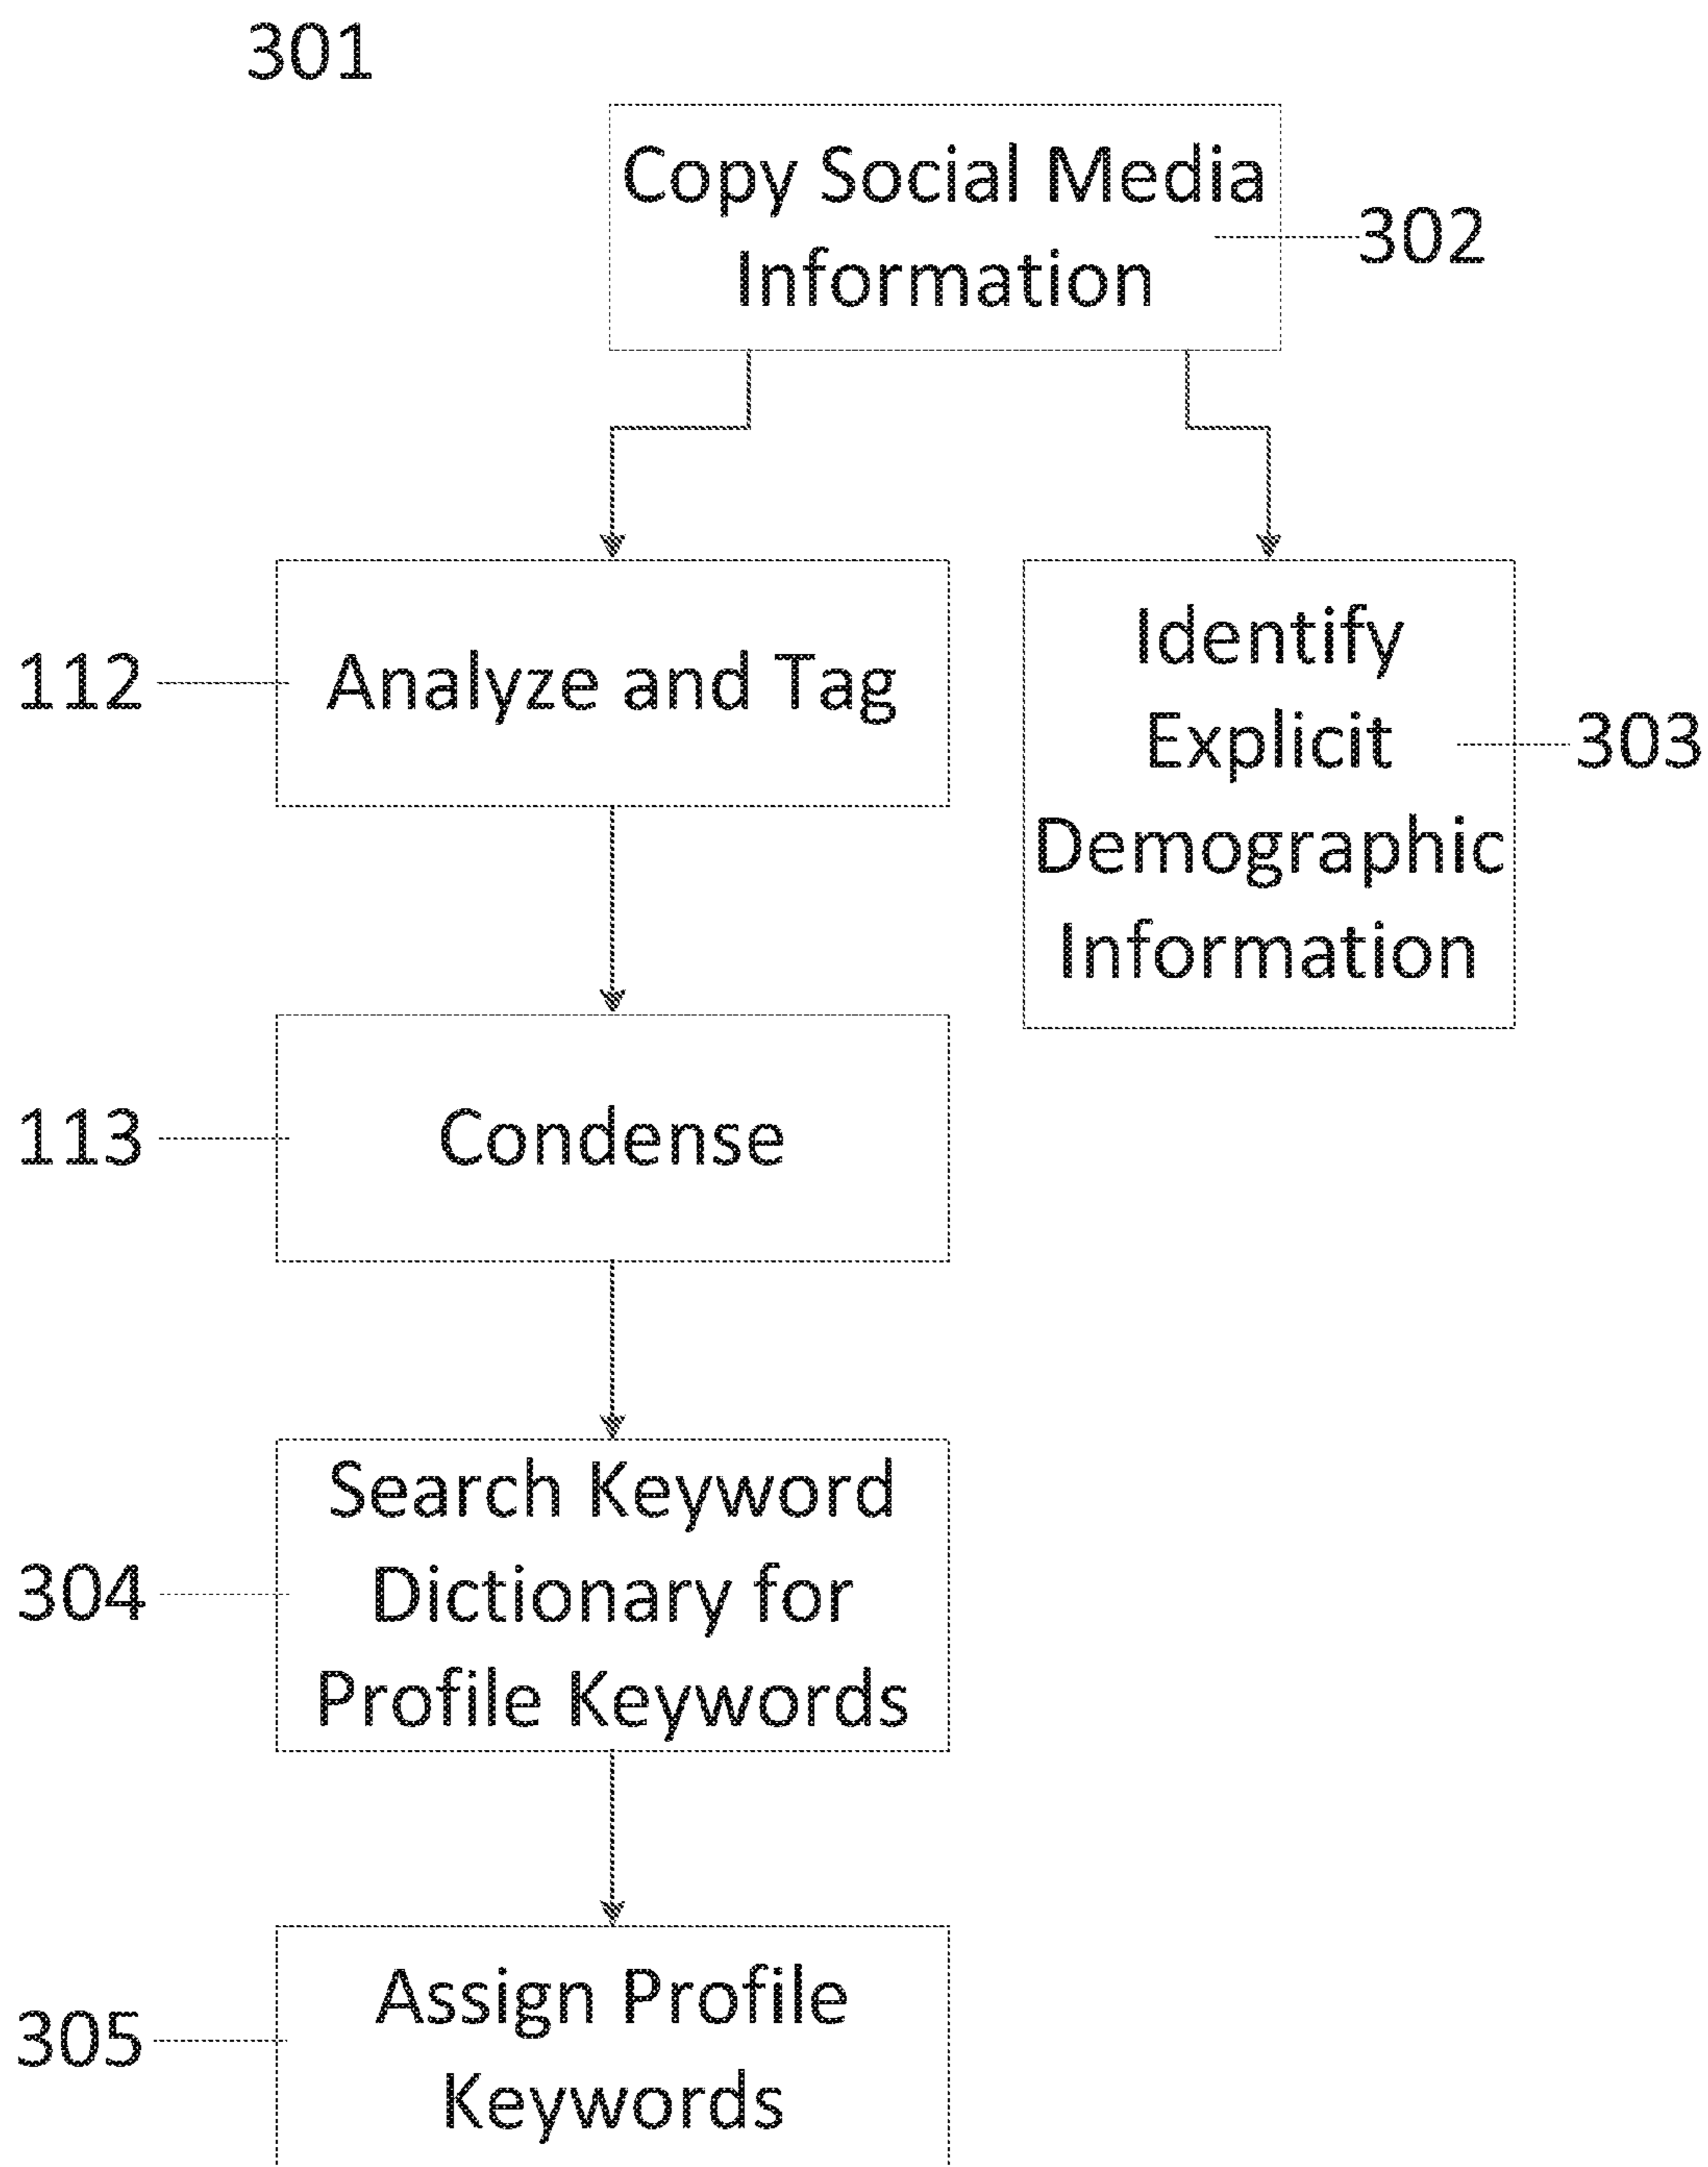 301
Copy Social Media
Information
302
112
Analyze and Tag
Identify
Explicit
Demographic
Information
303
113
Condense
304
Search Keyword
Dictionary for
Profile Keywords
305
Assign Profile
Keywords